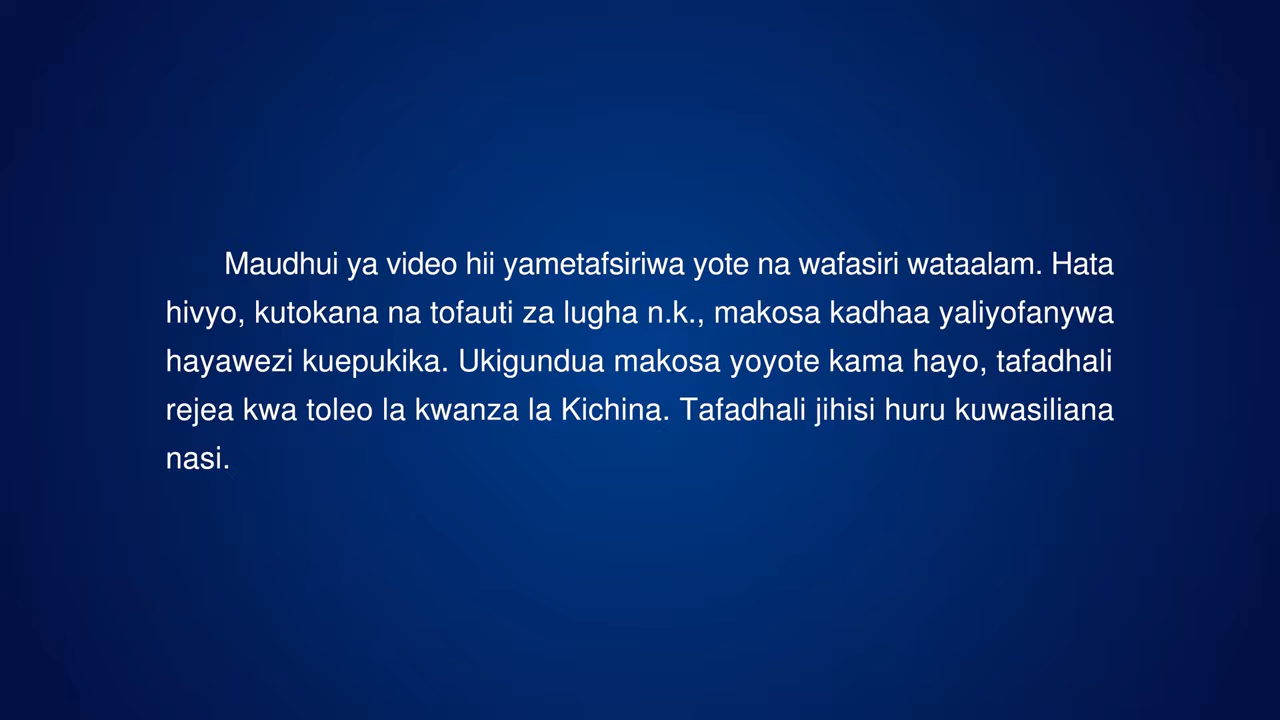 Maudhui ya video hii yametafsiriwa yote na wafasiri wataalam. Hata
hivyo, kutokana na tofauti za lugha n.k., makosa kadhaa yaliyofanywa
hayawezi kuepukika. Ukigundua makosa yoyote kama hayo, tafadhali
rejea kwa toleo la kwanza la Kichina. Tafadhali jihisi huru kuwasiliana
nasi.